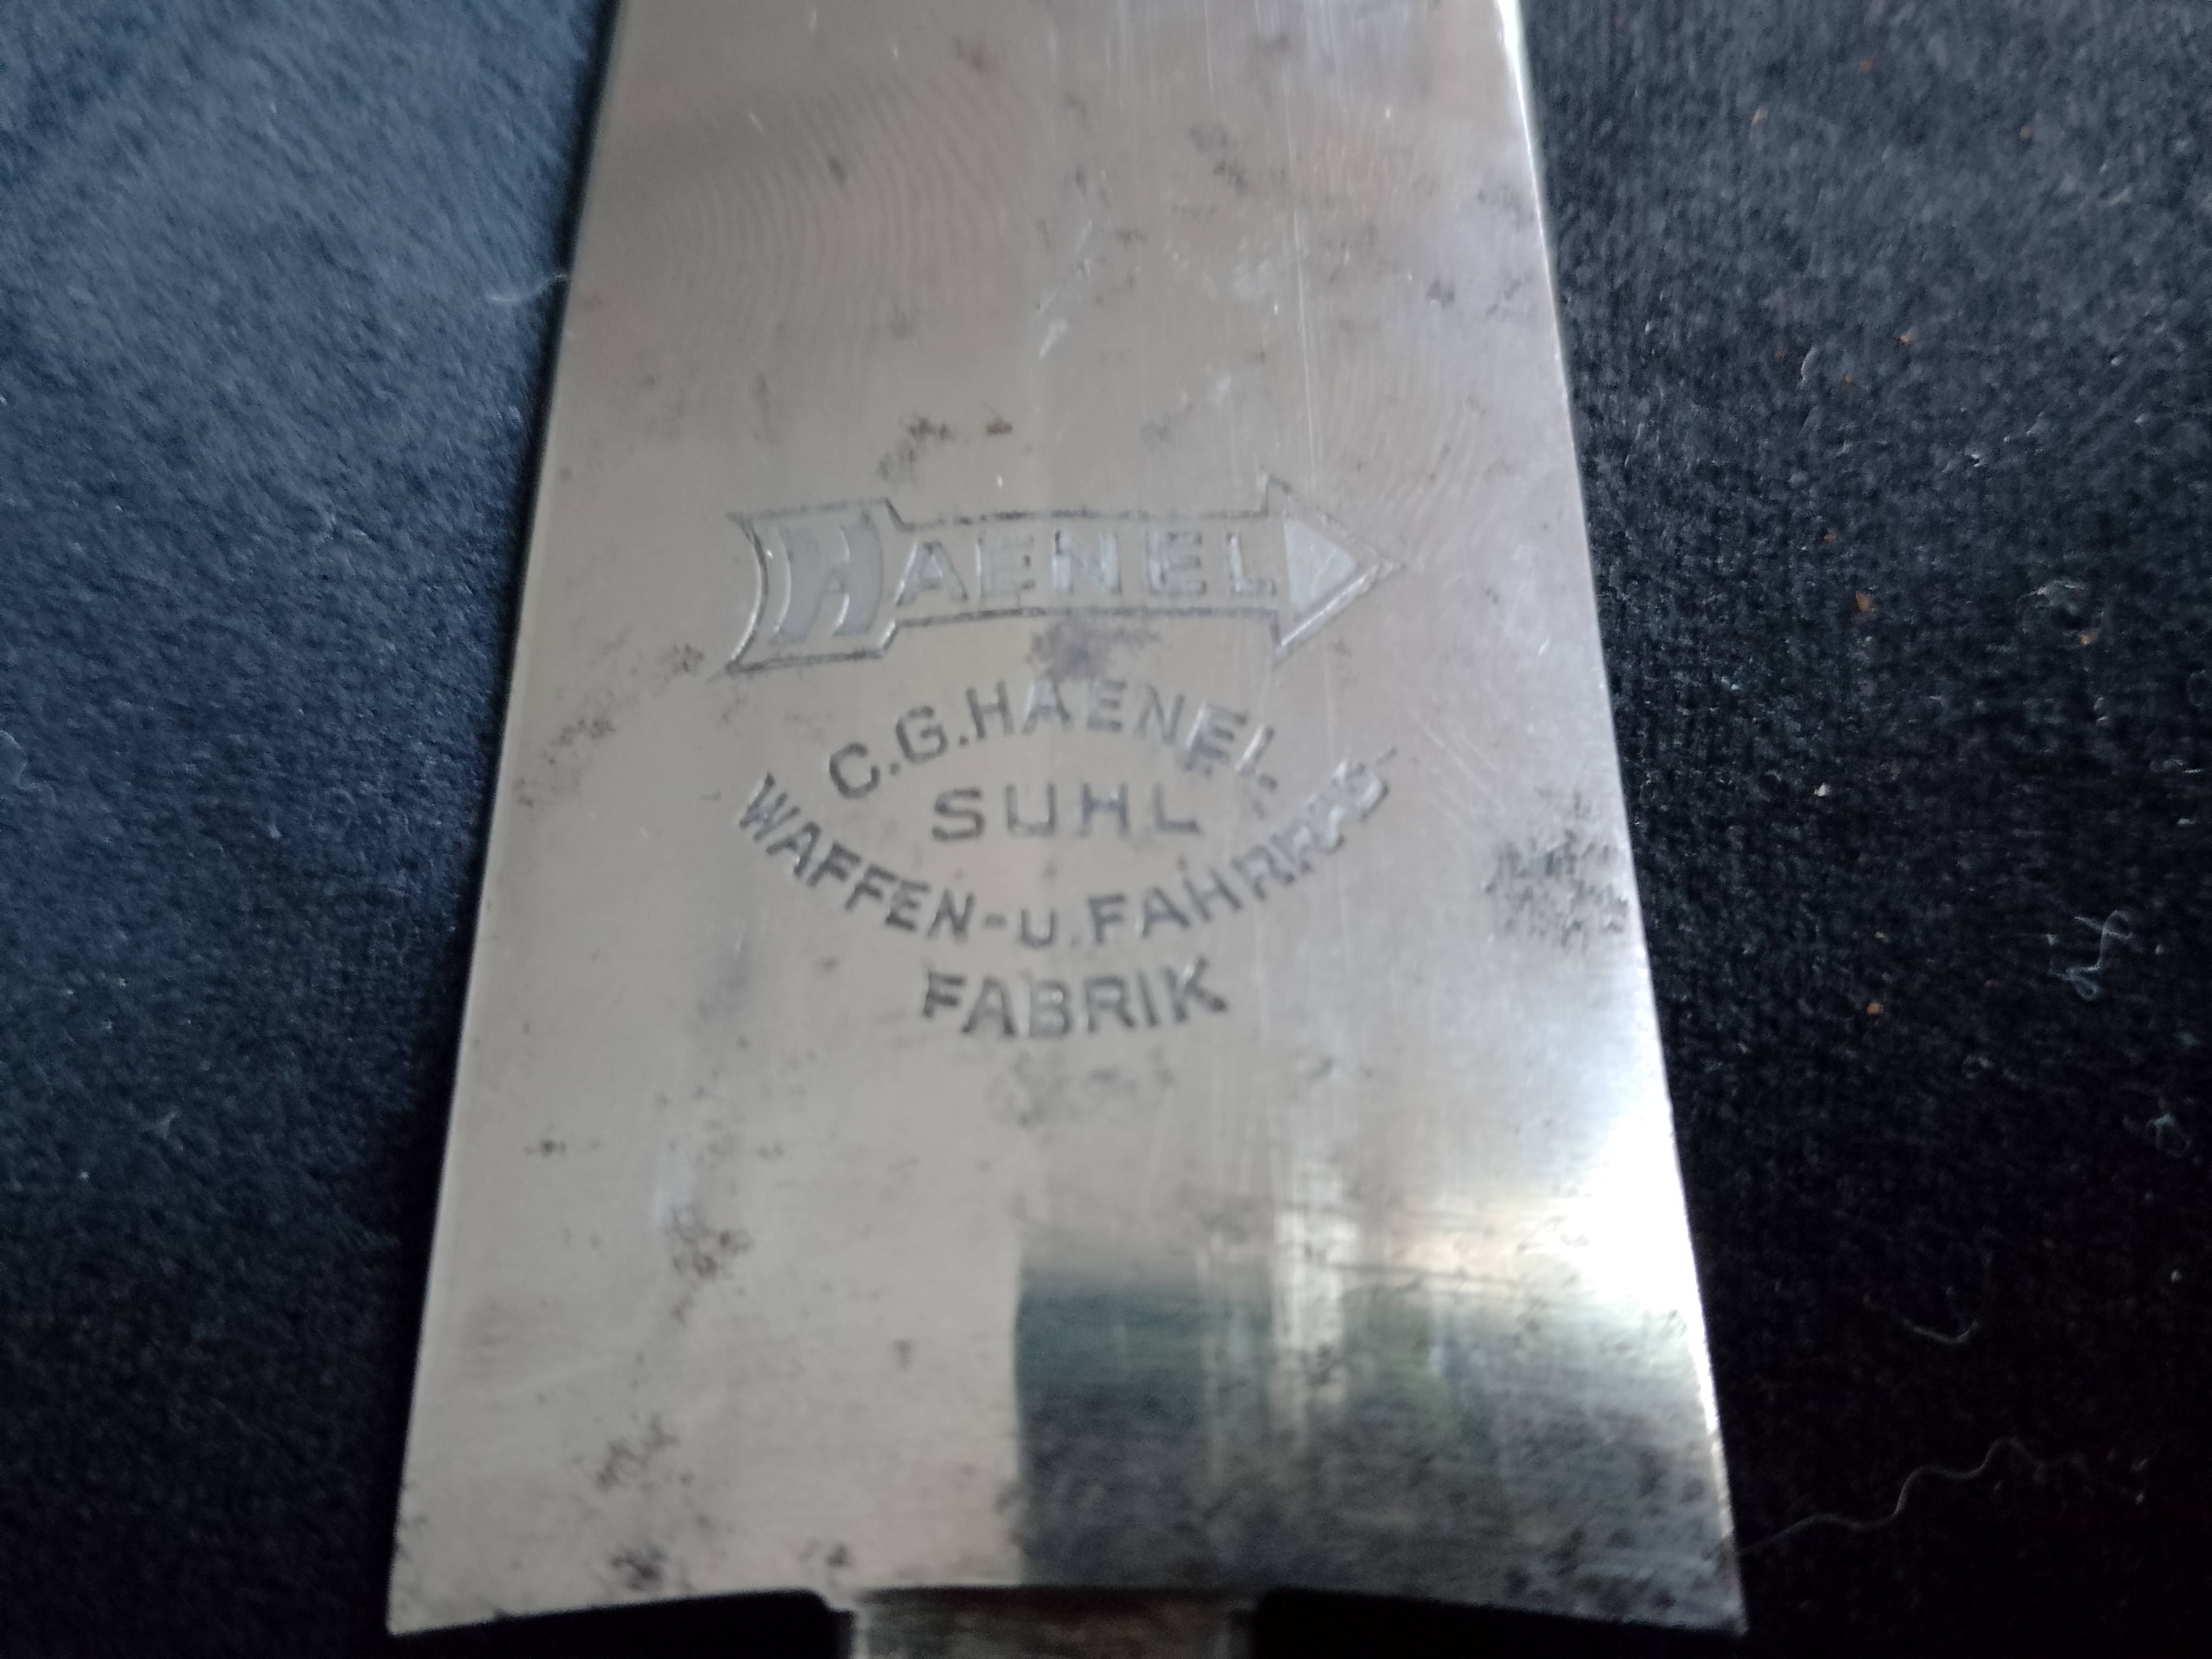 HAENEL
C.G.HAENEL
SUHL
WAFFEN-U.FAHRRAD
FABRIK